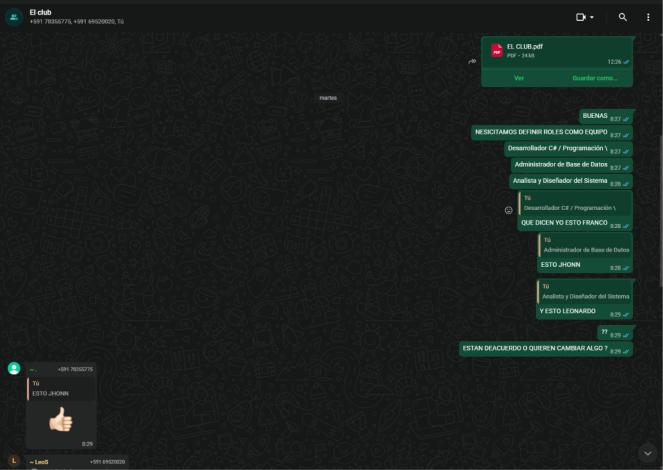 El club
+591 78355775, +591 69520020, Tú
EL CLUB.pdf
PDF
PDF • 24 kB
12:26
Ver
Guardar como...
martes
BUENAS 8:27
NESICITAMOS DEFINIR ROLES COMO EQUIPO 8:27
Desarrollador C# / Programación \ 8:27
Administrador de Base de Datos 8:27
Analista y Diseñador del Sistema 8:28
Tú
Desarrollador C# / Programación \
QUE DICEN YO ESTO FRANCO 8:28
Tú
Administrador de Base de Datos
ESTO JHONN 8:28
Tú
Analista y Diseñador del Sistema
Y ESTO LEONARDO 8:29
?? 8:29
ESTAN DEACUERDO O QUIEREN CAMBIAR ALGO ? 8:29
~ . +591 78355775
Tú
ESTO JHONN
8:29
L
~ LeoS +591 69520020